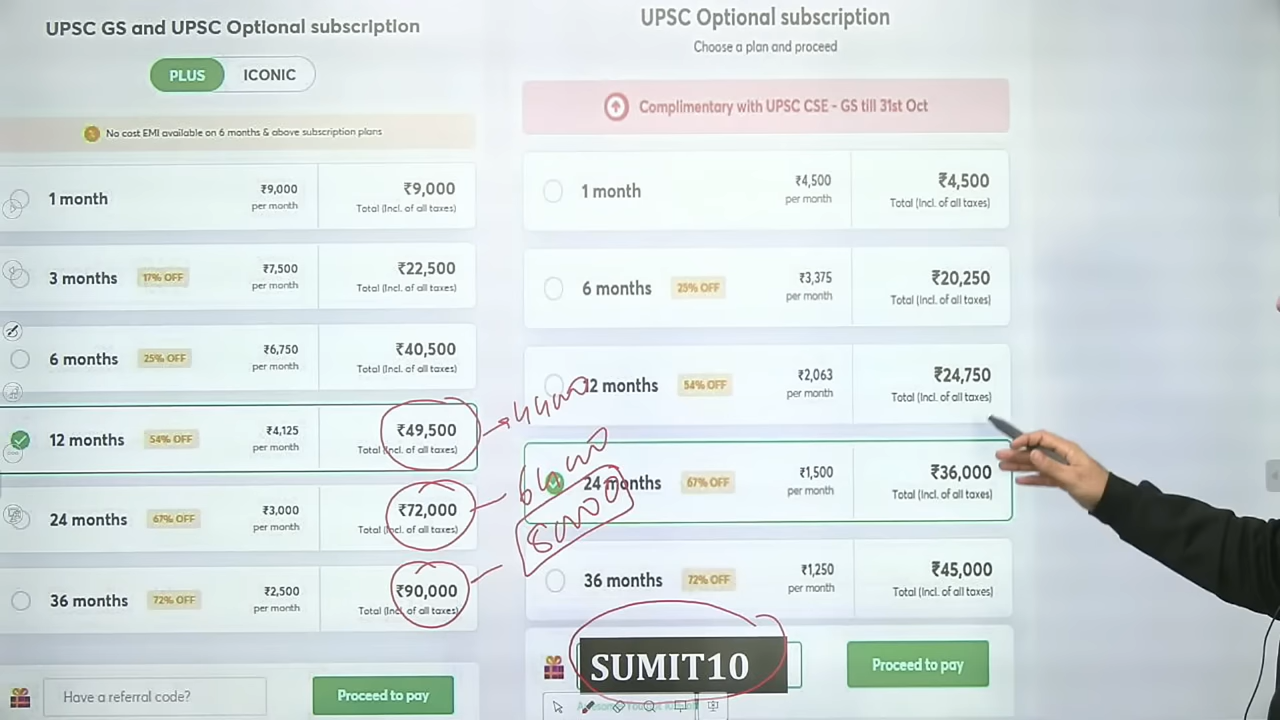 UPSC GS and UPSC Optional subscription
PLUS
ICONIC
No cost EMI available on 6 months & above subscription plans
1 month
₹9,000
per month
₹9,000
Total (Incl. of all taxes)
3 months
17% OFF
₹7,500
per month
₹22,500
Total (Incl. of all taxes)
6 months
25% OFF
₹6,750
per month
₹40,500
Total (Incl. of all taxes)
12 months
54% OFF
₹4,125
per month
₹49,500
Total (Incl. of all taxes)
24 months
67% OFF
₹3,000
per month
₹72,000
Total (Incl. of all taxes)
36 months
72% OFF
₹2,500
per month
₹90,000
Total (Incl. of all taxes)
Have a referral code?
Proceed to pay
UPSC Optional subscription
Choose a plan and proceed
Complimentary with UPSC CSE - GS till 31st Oct
1 month
₹4,500
per month
₹4,500
Total (Incl. of all taxes)
6 months
25% OFF
₹3,375
per month
₹20,250
Total (Incl. of all taxes)
12 months
54% OFF
₹2,063
per month
₹24,750
Total (Incl. of all taxes)
24 months
67% OFF
₹1,500
per month
₹36,000
Total (Incl. of all taxes)
36 months
72% OFF
₹1,250
per month
₹45,000
Total (Incl. of all taxes)
SUMIT10
Proceed to pay